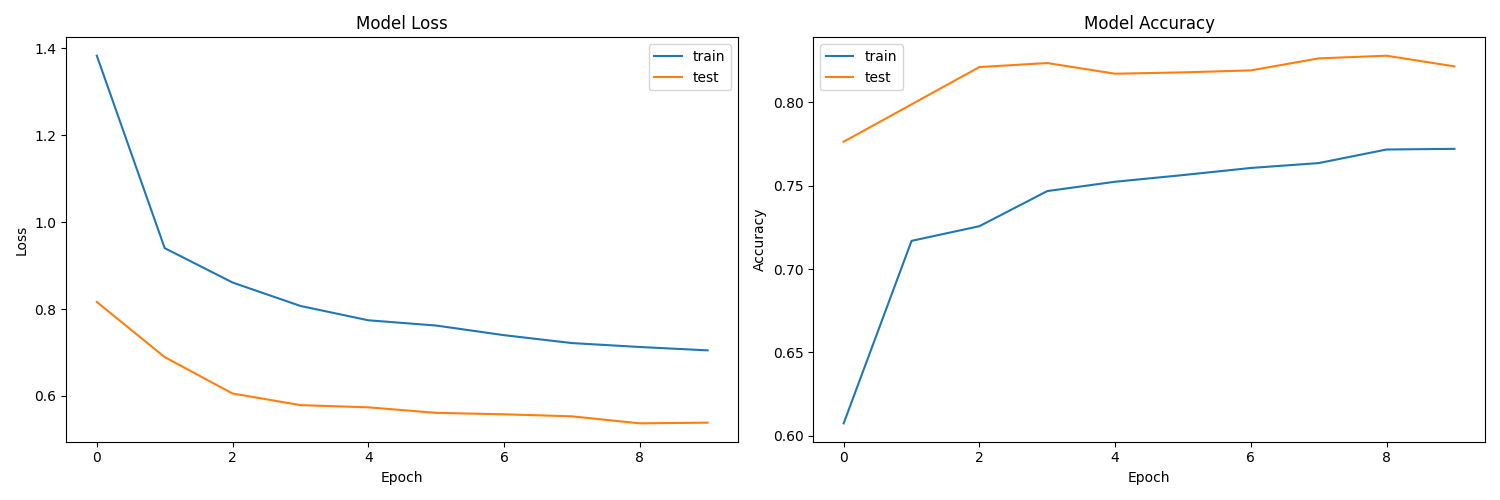 Model Loss
train
test
1.4
1.2
1.0
0.8
0.6
Loss
0 2 4 6 8
Epoch
Model Accuracy
train
test
0.80
0.75
0.70
0.65
0.60
Accuracy
0 2 4 6 8
Epoch